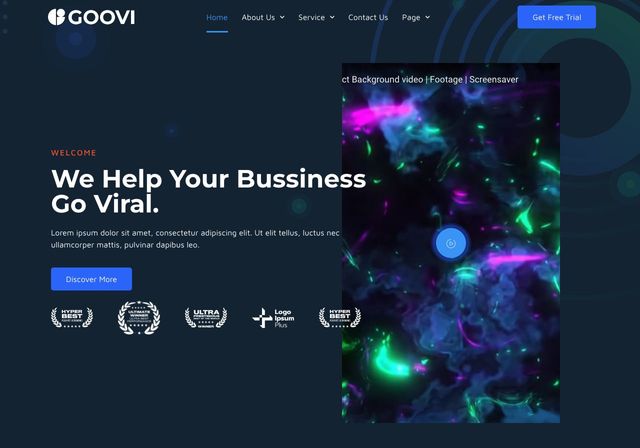 GOOVI
Home About Us Service Contact Us Page Get Free Trial
ct Background video | Footage | Screensaver
WELCOME
We Help Your Bussiness
Go Viral.
Lorem ipsum dolor sit amet, consectetur adipiscing elit. Ut elit tellus, luctus nec
ullamcorper mattis, pulvinar dapibus leo.
Discover More
HYPER
BEST
ULTIMATE
WINNER
ULTRA
WINNER
Logo
Ipsum
Plus
HYPER
BEST